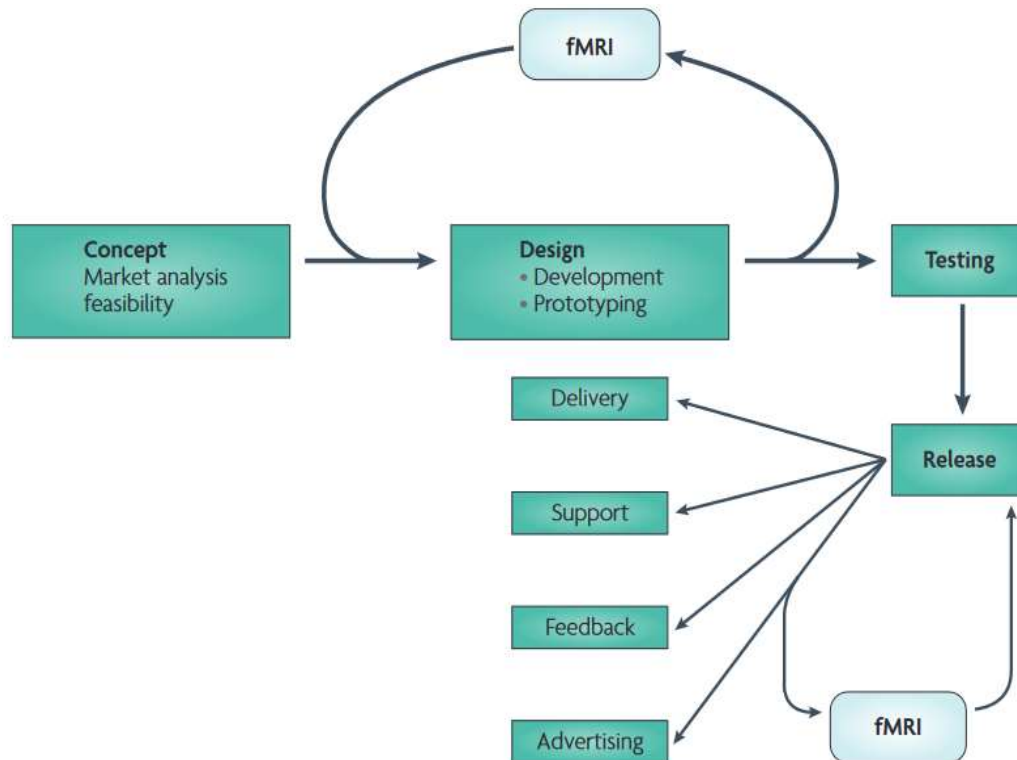 fMRI
Concept
Market analysis
feasibility
Design
• Development
• Prototyping
Testing
Delivery
Release
Support
Feedback
fMRI
Advertising